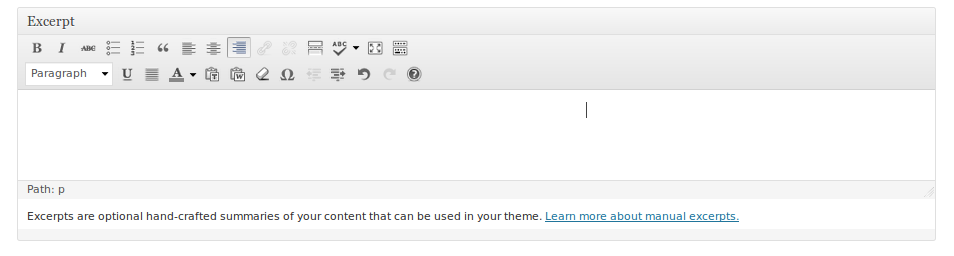 Excerpt
B I ABC ABC
Paragraph U A T W Ω ?
Path: p
Excerpts are optional hand-crafted summaries of your content that can be used in your theme. Learn more about manual excerpts.